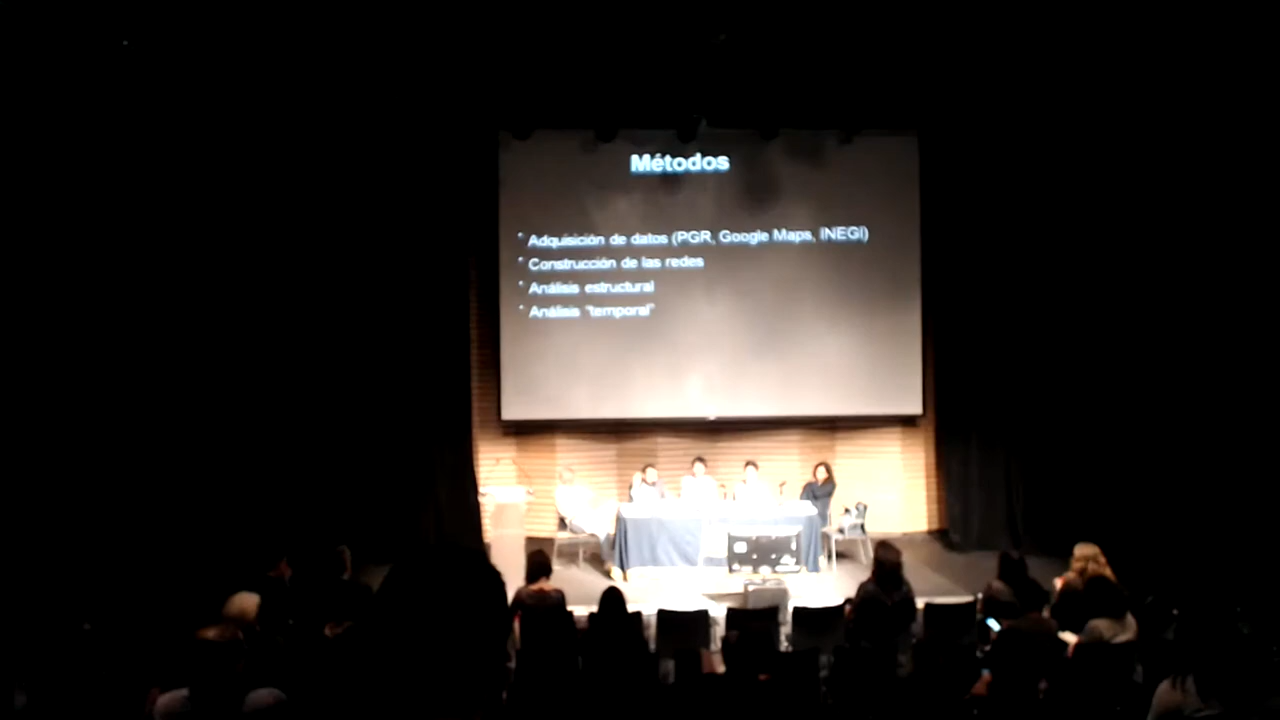 Métodos
Adquisición de datos (PGR, Google Maps, INEGI)
Construcción de las redes
Análisis estructural
Análisis "temporal"